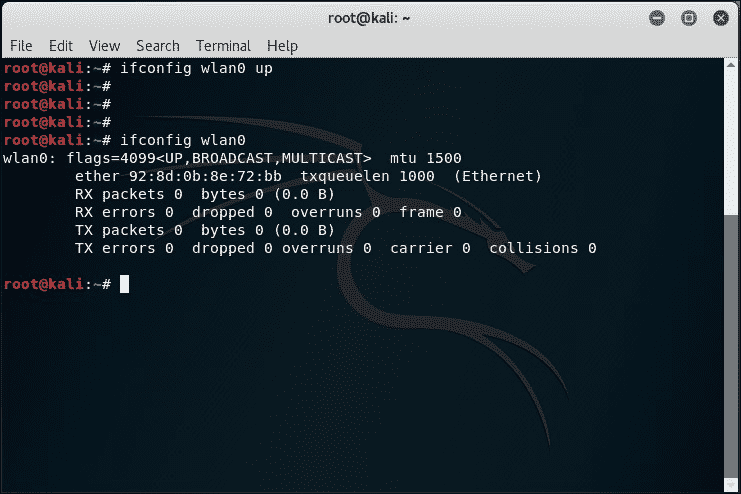 root@kali: ~
File Edit View Search Terminal Help
root@kali:~# ifconfig wlan0 up
root@kali:~#
root@kali:~#
root@kali:~#
root@kali:~# ifconfig wlan0
wlan0: flags=4099<UP,BROADCAST,MULTICAST>  mtu 1500
        ether 92:8d:0b:8e:72:bb  txqueuelen 1000  (Ethernet)
        RX packets 0  bytes 0 (0.0 B)
        RX errors 0  dropped 0  overruns 0  frame 0
        TX packets 0  bytes 0 (0.0 B)
        TX errors 0  dropped 0 overruns 0  carrier 0  collisions 0
root@kali:~#